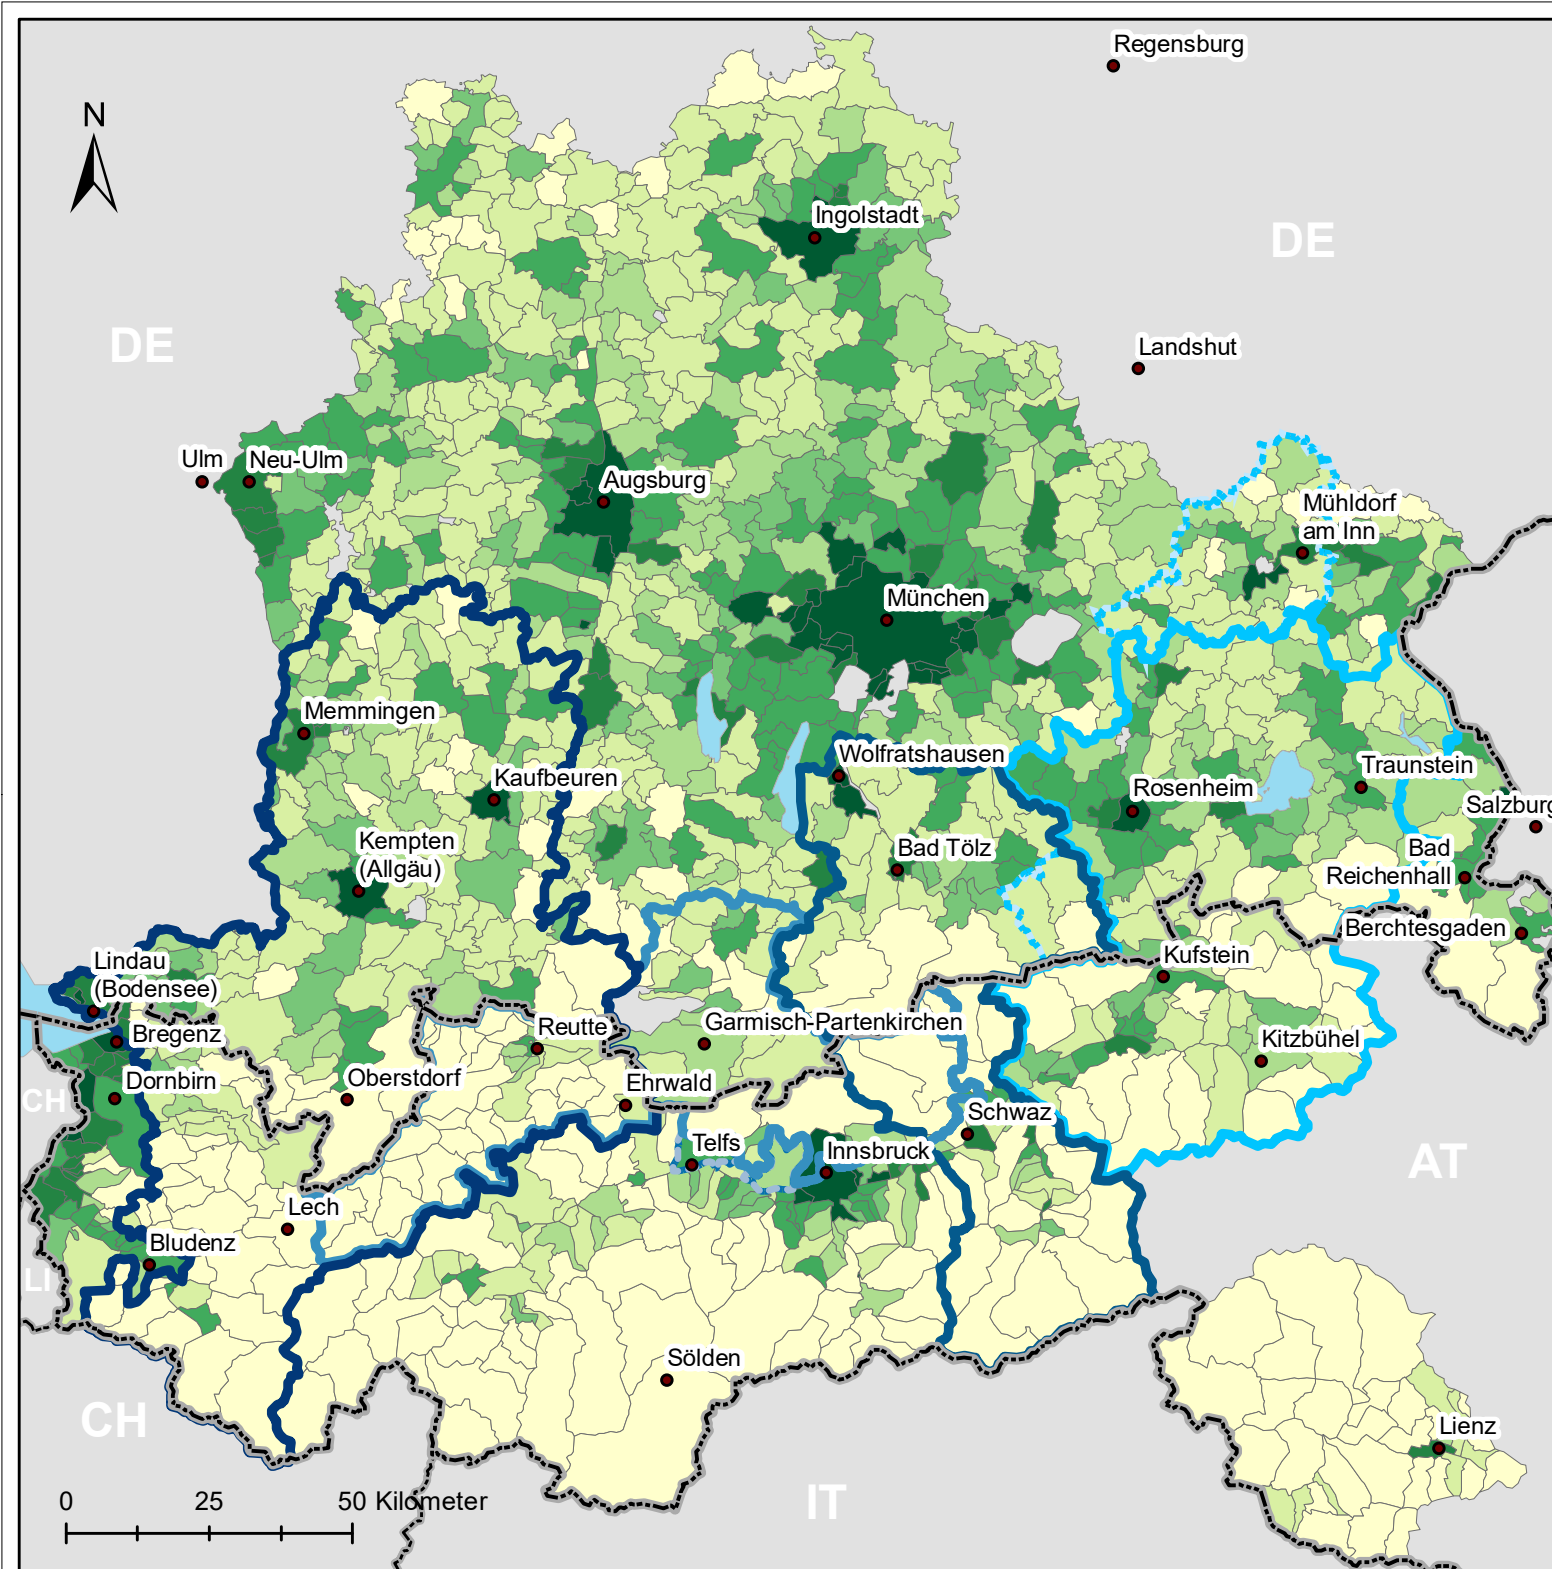 Regensburg
N
Ingolstadt
DE
DE
Landshut
Ulm
Neu-Ulm
Augsburg
Mühldorf
am Inn
München
Memmingen
Wolfratshausen
Kaufbeuren
Traunstein
Rosenheim
Salzburg
Kempten
(Allgäu)
Bad Tölz
Bad
Reichenhall
Berchtesgaden
Lindau
(Bodensee)
Kufstein
Bregenz
Reutte
Garmisch-Partenkirchen
Kitzbühel
Dornbirn
Oberstdorf
Ehrwald
CH
Schwaz
Telfs
Innsbruck
AT
Lech
Bludenz
LI
Sölden
CH
Lienz
0 25 50 Kilometer
IT